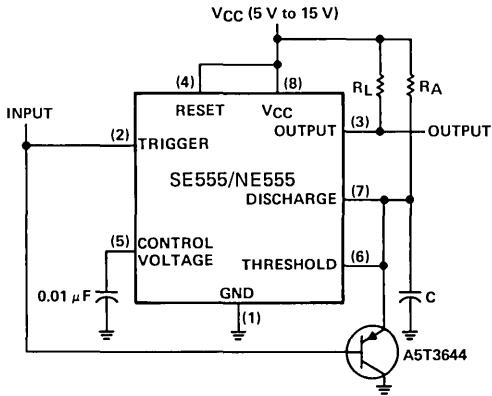 VCC (5 V to 15 V)
(4)
(8)
RL
RA
RESET
VCC
INPUT
(3)
OUTPUT
OUTPUT
(2)
TRIGGER
SE555/NE555
(7)
DISCHARGE
(5)
CONTROL
VOLTAGE
(6)
THRESHOLD
0.01 μF
GND
C
(1)
A5T3644